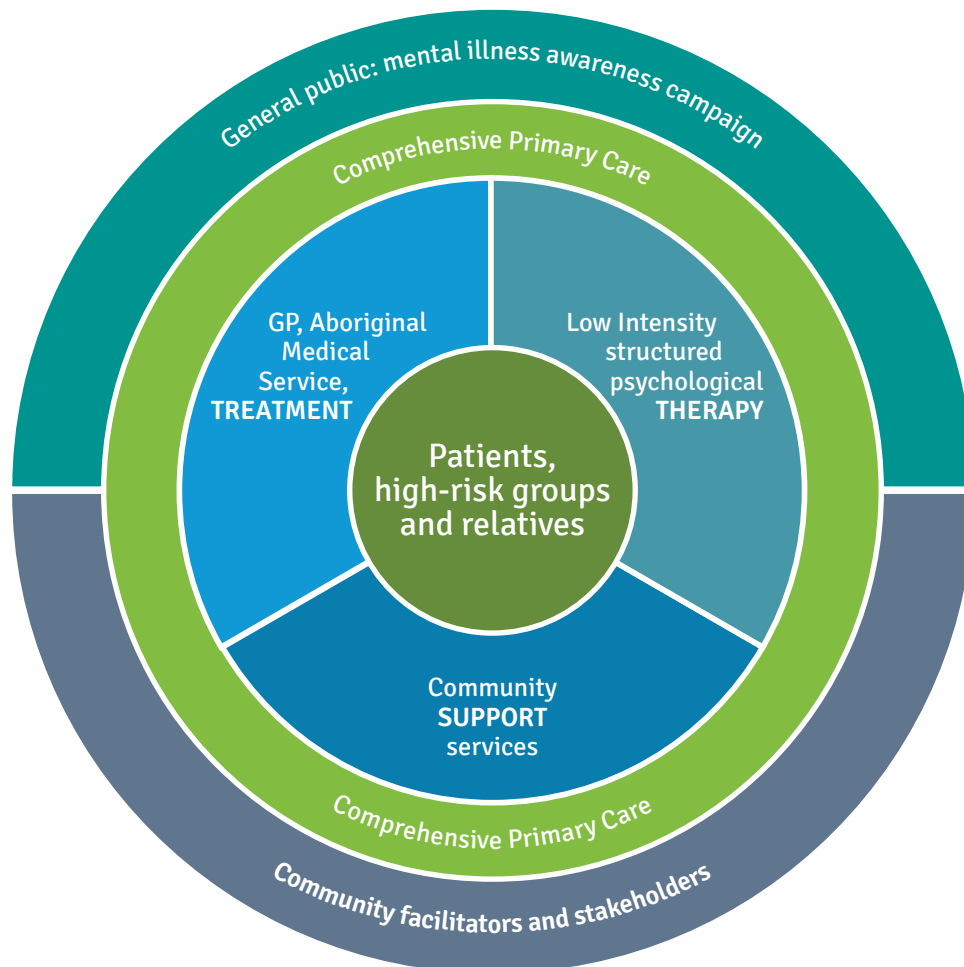 General public: mental illness awareness campaign
Comprehensive Primary Care
GP, Aboriginal
Medical
Service,
TREATMENT
Low Intensity
structured
psychological
THERAPY
Patients,
high-risk groups
and relatives
Community
SUPPORT
services
Comprehensive Primary Care
Community facilitators and stakeholders